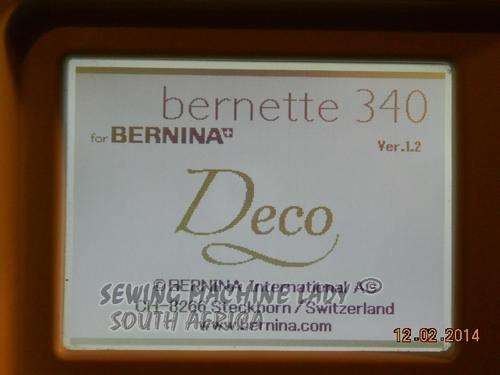 bernette 340
for BERNINA
Ver.1.2
Deco
© BERNINA International AG
CH-8266 Steckborn / Switzerland
www.bernina.com
SEWING MACHINE LADY ©
SOUTH AFRICA
12.02.2014